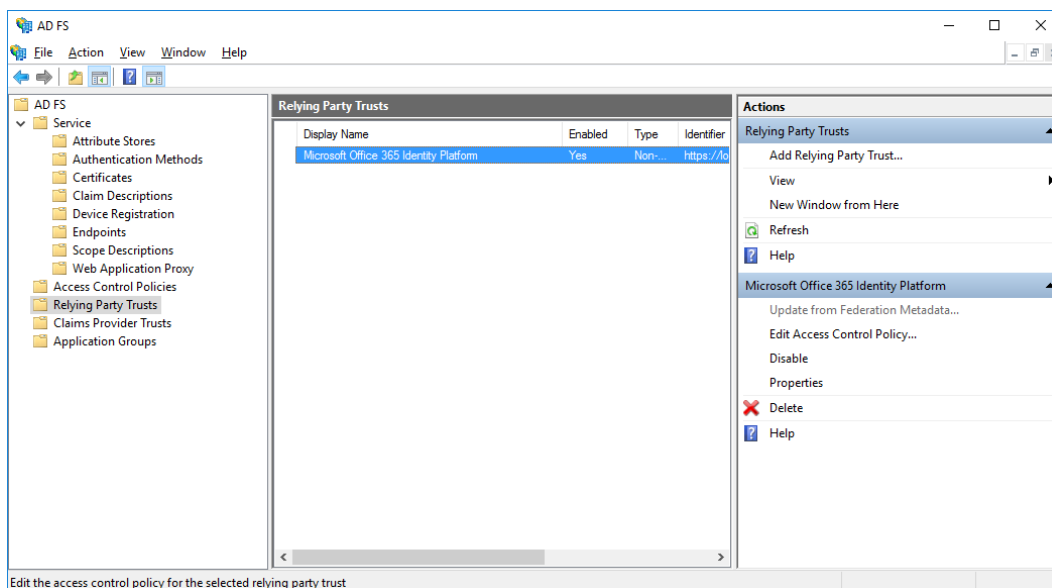 AD FS
File Action View Window Help
AD FS
Service
Attribute Stores
Authentication Methods
Certificates
Claim Descriptions
Device Registration
Endpoints
Scope Descriptions
Web Application Proxy
Access Control Policies
Relying Party Trusts
Claims Provider Trusts
Application Groups
Relying Party Trusts
Display Name Enabled Type Identifier
Microsoft Office 365 Identity Platform Yes Non-... https://lo
Actions
Relying Party Trusts
Add Relying Party Trust...
View
New Window from Here
Refresh
Help
Microsoft Office 365 Identity Platform
Update from Federation Metadata...
Edit Access Control Policy...
Disable
Properties
Delete
Help
Edit the access control policy for the selected relying party trust